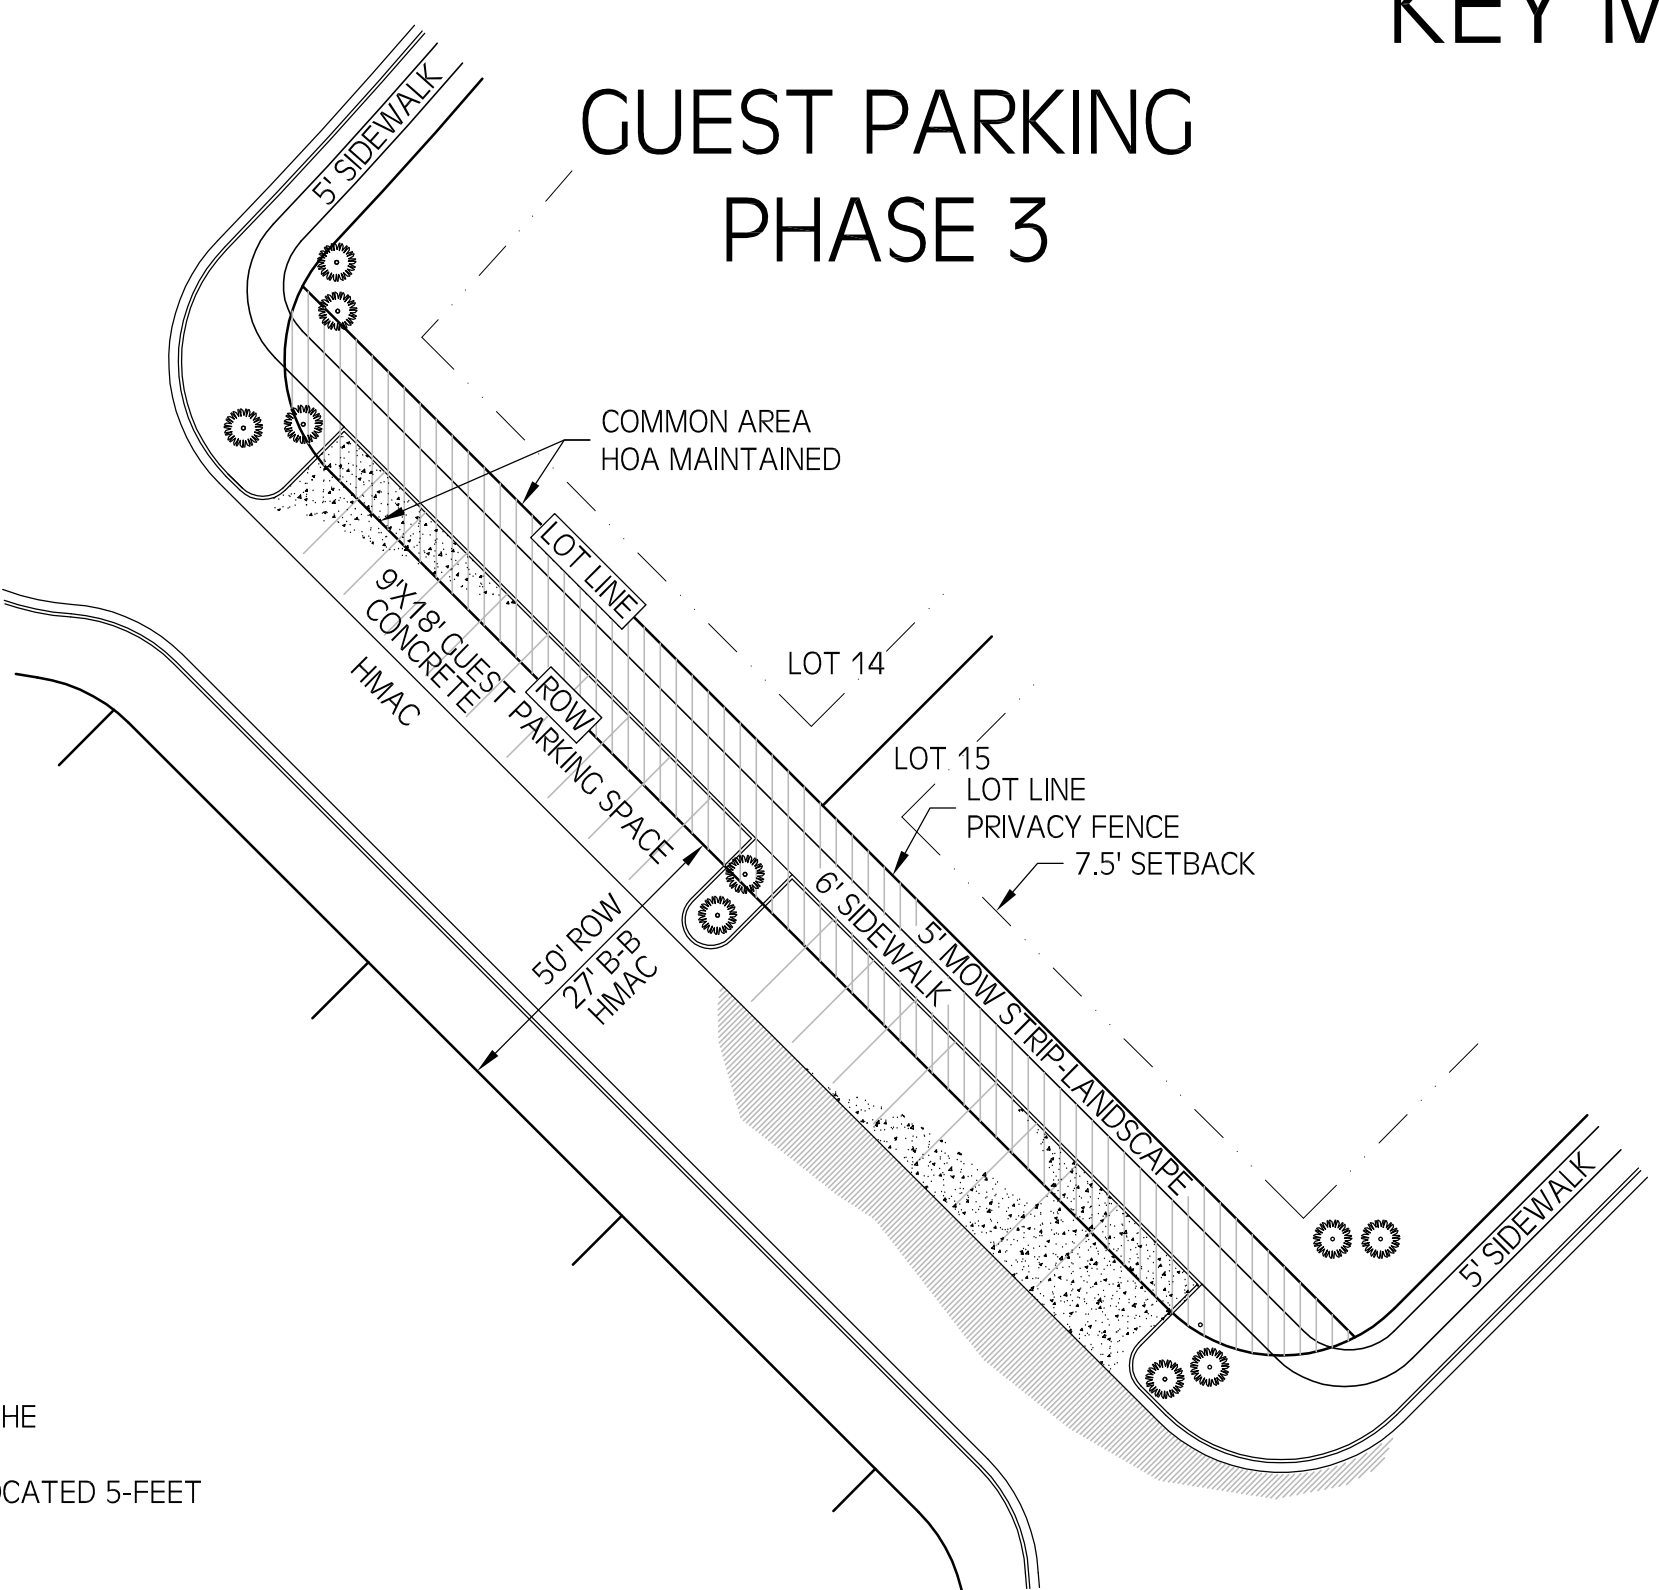 KEY
GUEST PARKING
PHASE 3
5' SIDEWALK
COMMON AREA
HOA MAINTAINED
LOT LINE
9'X18' GUEST PARKING SPACE
CONCRETE
HMAC
ROW
LOT 14
LOT 15
LOT LINE
PRIVACY FENCE
7.5' SETBACK
6' SIDEWALK
5' MOW STRIP-LANDSCAPE
50' ROW
27' B-B
HMAC
5' SIDEWALK
HE
CATED 5-FEET